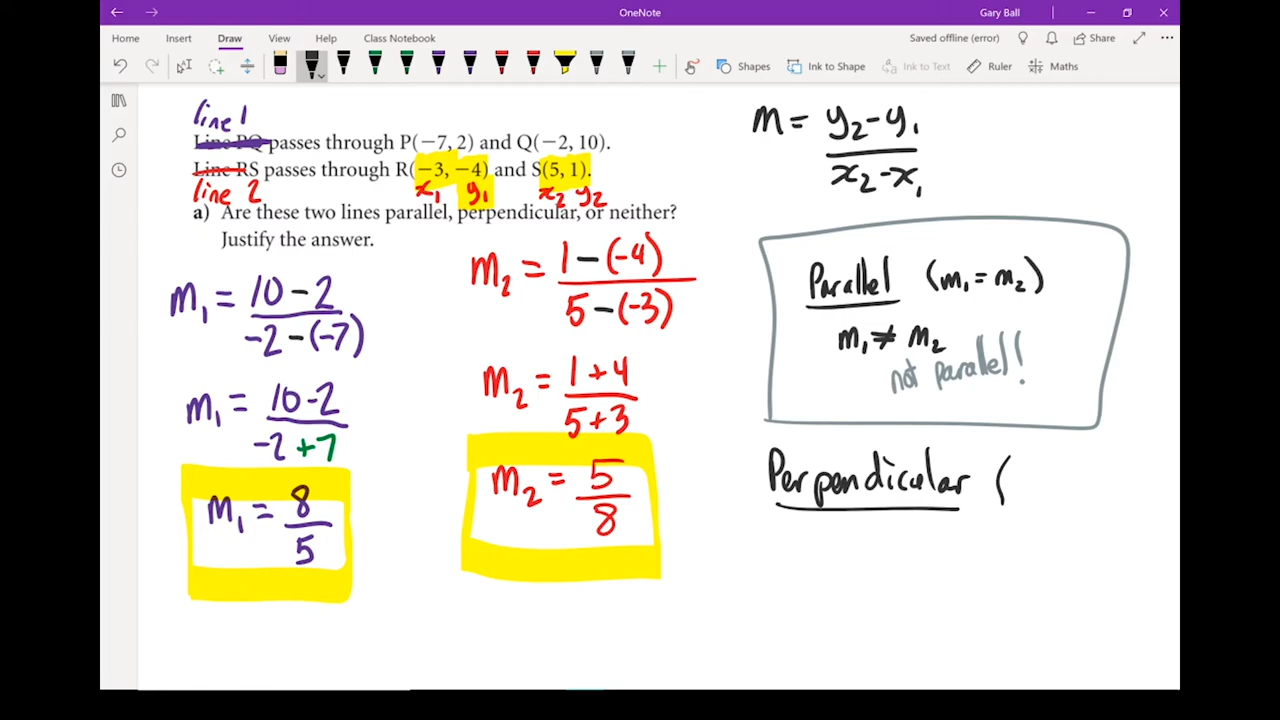 OneNote
Gary Ball
Home Insert Draw View Help Class Notebook
Saved offline (error) Share
Shapes Ink to Shape Ink to Text Ruler Maths
line 1
Line PQ passes through P(−7, 2) and Q(−2, 10).
Line RS passes through R(−3, −4) and S(5, 1).
line 2 x₁ y₁ x₂ y₂
a) Are these two lines parallel, perpendicular, or neither?
Justify the answer.
m₁ = 10 - 2
-2 - (-7)
m₁ = 10 - 2
-2 + 7
m₁ = 8
5
m₂ = 1 - (-4)
5 - (-3)
m₂ = 1 + 4
5 + 3
m₂ = 5
8
m = y₂ - y₁
x₂ - x₁
Parallel (m₁ = m₂)
m₁ ≠ m₂
not parallel!
Perpendicular (